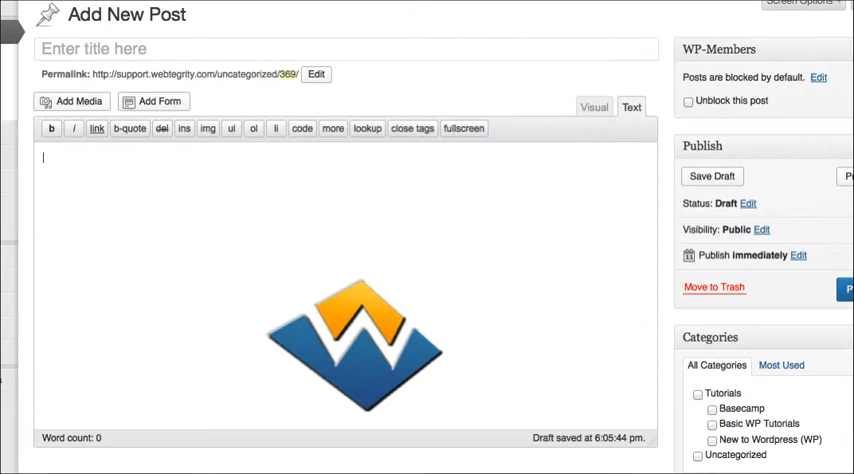 Screen Options
Add New Post
Enter title here
Permalink: http://support.webtegrity.com/uncategorized/369/ Edit
Add Media Add Form
Visual Text
b i link b-quote del ins img ul ol li code more lookup close tags fullscreen
Word count: 0
Draft saved at 6:05:44 pm.
WP-Members
Posts are blocked by default. Edit
Unblock this post
Publish
Save Draft
Status: Draft Edit
Visibility: Public Edit
Publish immediately Edit
Move to Trash
Categories
All Categories Most Used
Tutorials
Basecamp
Basic WP Tutorials
New to Wordpress (WP)
Uncategorized